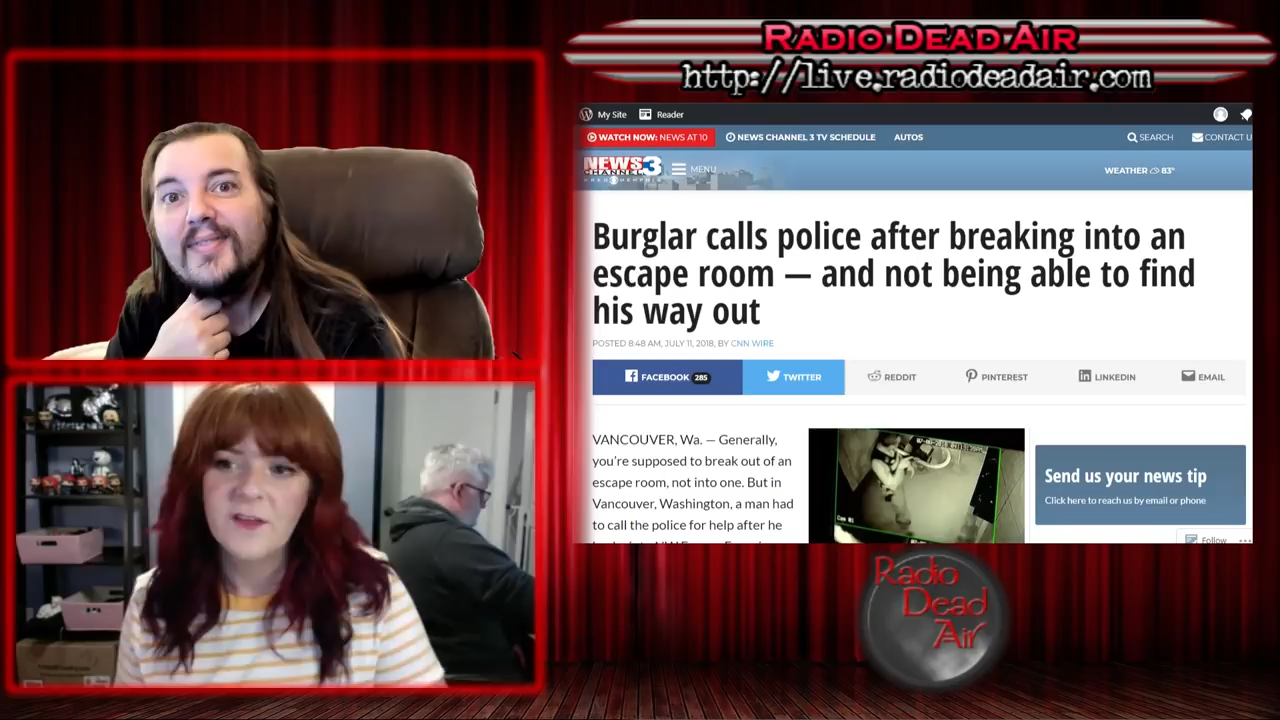 Radio Dead Air
http://live.radiodeadair.com
My Site Reader
WATCH NOW: NEWS AT 10 NEWS CHANNEL 3 TV SCHEDULE AUTOS SEARCH CONTACT U
NEWS 3
CHANNEL
MENU
WEATHER 83°
Burglar calls police after breaking into an
escape room — and not being able to find
his way out
POSTED 8:48 AM, JULY 11, 2018, BY CNN WIRE
FACEBOOK 285 TWITTER REDDIT PINTEREST LINKEDIN EMAIL
VANCOUVER, Wa. — Generally,
you're supposed to break out of an
escape room, not into one. But in
Vancouver, Washington, a man had
to call the police for help after he
Send us your news tip
Click here to reach us by email or phone
Follow
Radio
Dead
Air